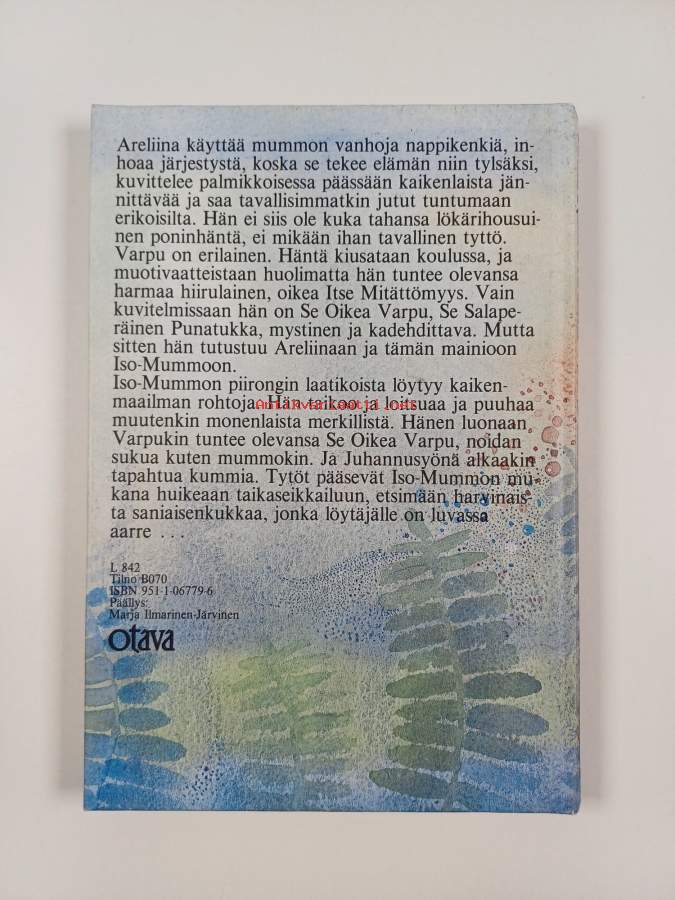 Areliina käyttää mummon vanhoja nappikenkiä, in-
hoaa järjestystä, koska se tekee elämän niin tylsäksi,
kuvittelee palmikkoisessa päässään kaikenlaista jän-
nittävää ja saa tavallisimmatkin jutut tuntumaan
erikoisilta. Hän ei siis ole kuka tahansa lökärihousui-
nen poninhäntä, ei mikään ihan tavallinen tyttö.
Varpu on erilainen. Häntä kiusataan koulussa, ja
muotivaatteistaan huolimatta hän tuntee olevansa
harmaa hiirulainen, oikea Itse Mitättömyys. Vain
kuvitelmissaan hän on Se Oikea Varpu, Se Salape-
räinen Punatukka, mystinen ja kadehdittava. Mutta
sitten hän tutustuu Areliinaan ja tämän mainioon
Iso-Mummoon.
Iso-Mummon piirongin laatikoista löytyy kaiken-
maailman rohtoja. Hän taikoo ja loitsuaa ja puuhaa
Antikvariaatti.net
muutenkin monenlaista merkillistä. Hänen luonaan
Varpukin tuntee olevansa Se Oikea Varpu, noidan
sukua kuten mummokin. Ja Juhannusyönä alkaakin
tapahtua kummia. Tytöt pääsevät Iso-Mummon mu-
kana huikeaan taikaseikkailuun, etsimään harvinais-
ta saniaisenkukkaa, jonka löytäjälle on luvassa
aarre . . .
L 842
Tilno B070
ISBN 951-1-06779-6
Päällys:
Marja Ilmarinen-Järvinen
otava